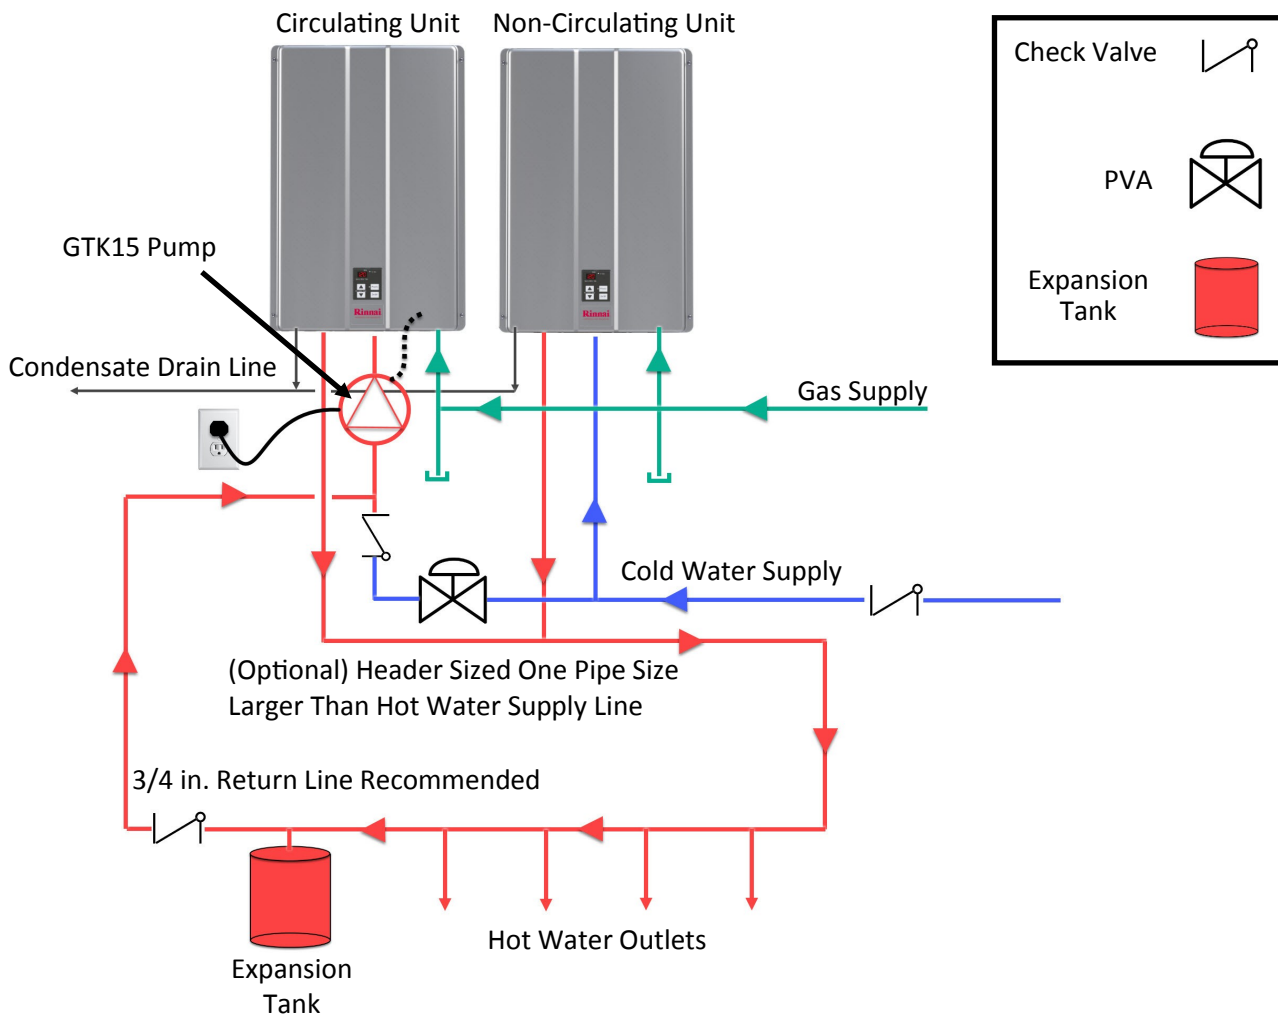 Circulating Unit
Non-Circulating Unit
Check Valve
PVA
Expansion
Tank
GTK15 Pump
Rinnai
Rinnai
Condensate Drain Line
Gas Supply
Cold Water Supply
(Optional) Header Sized One Pipe Size
Larger Than Hot Water Supply Line
3/4 in. Return Line Recommended
Hot Water Outlets
Expansion
Tank